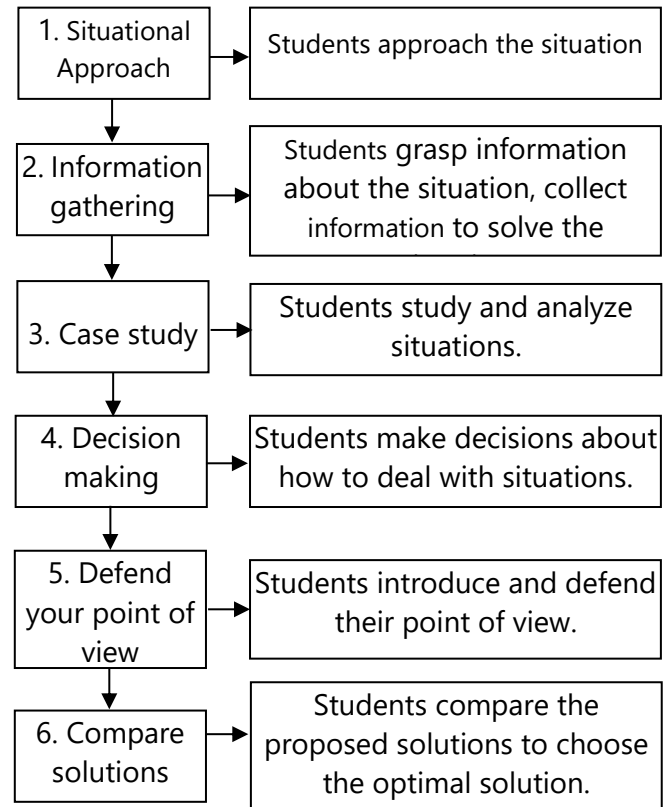 1. Situational
Approach
Students approach the situation
2. Information
gathering
Students grasp information
about the situation, collect
information to solve the
3. Case study
Students study and analyze
situations.
4. Decision
making
Students make decisions about
how to deal with situations.
5. Defend
your point of
view
Students introduce and defend
their point of view.
6. Compare
solutions
Students compare the
proposed solutions to choose
the optimal solution.